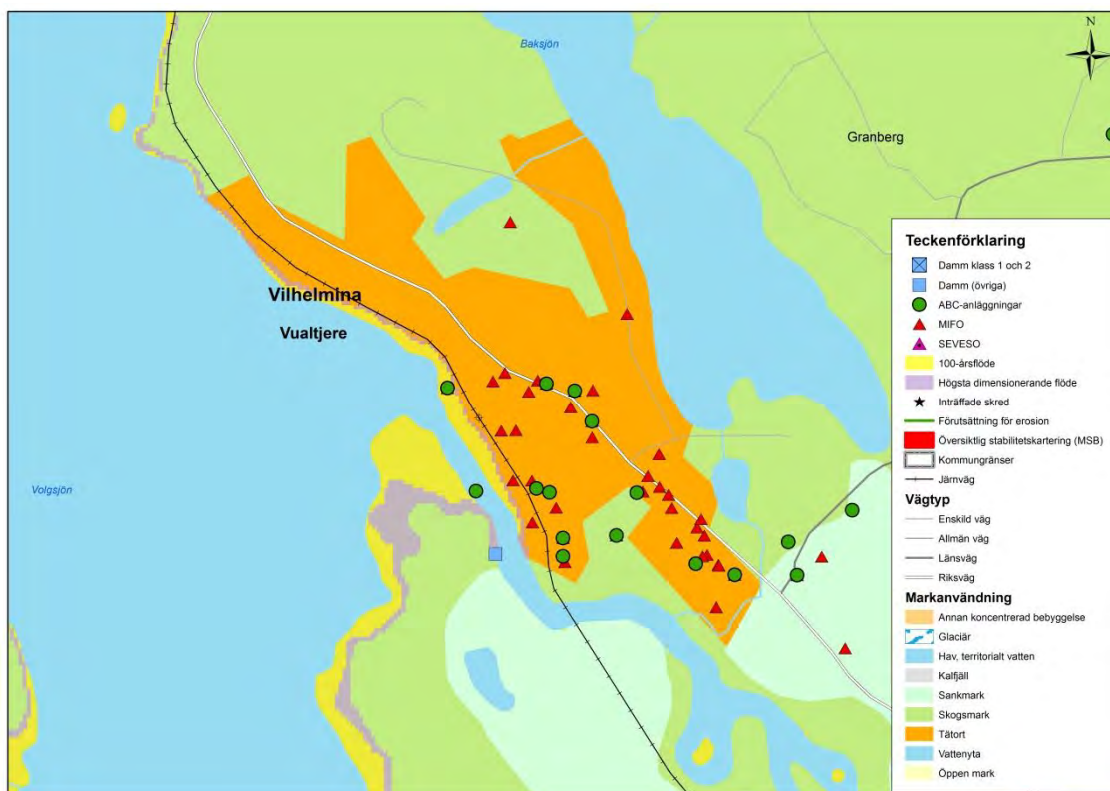 Baksjön
N
Granberg
Vilhelmina
Vualtjere
Volgsjön
Teckenförklaring
Damm klass 1 och 2
Damm (övriga)
ABC-anläggningar
MIFO
SEVESO
100-årsflöde
Högsta dimensionerande flöde
Inträffade skred
Förutsättning för erosion
Översiktlig stabilitetskartering (MSB)
Kommungränser
Järnväg
Vägtyp
Enskild väg
Allmän väg
Länsväg
Riksväg
Markanvändning
Annan koncentrerad bebyggelse
Glaciär
Hav, territorialt vatten
Kalfjäll
Sankmark
Skogsmark
Tätort
Vattenyta
Öppen mark